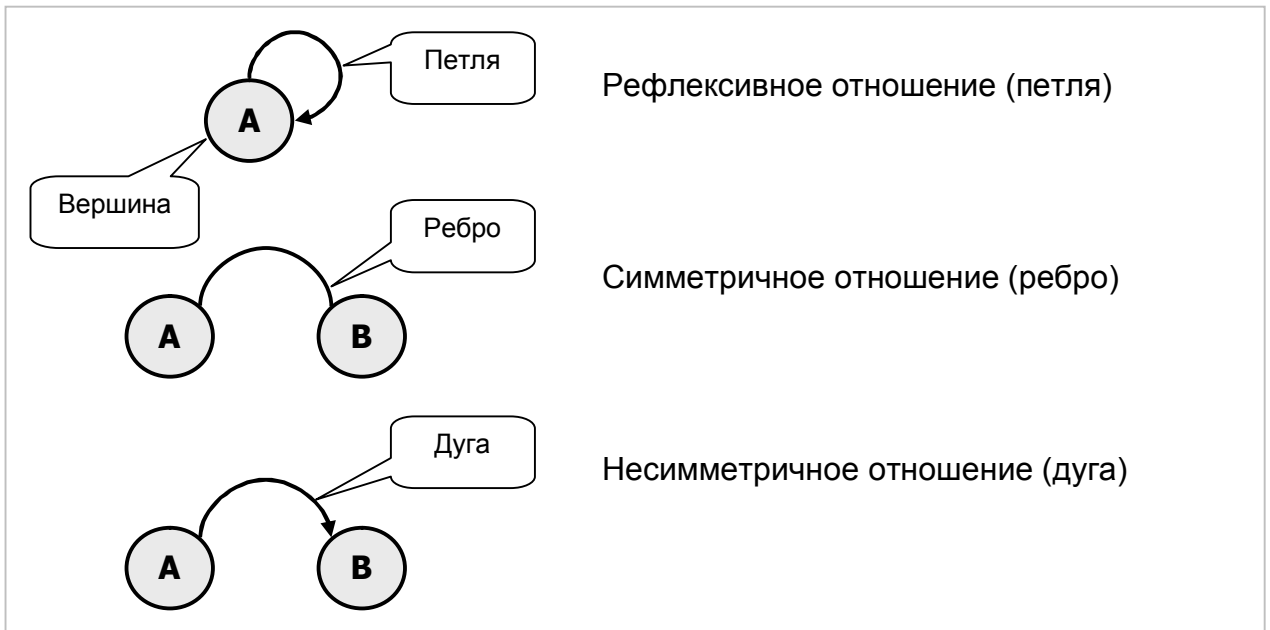 Петля
Рефлексивное отношение (петля)
A
Вершина
Ребро
Симметричное отношение (ребро)
A
B
Дуга
Несимметричное отношение (дуга)
A
B